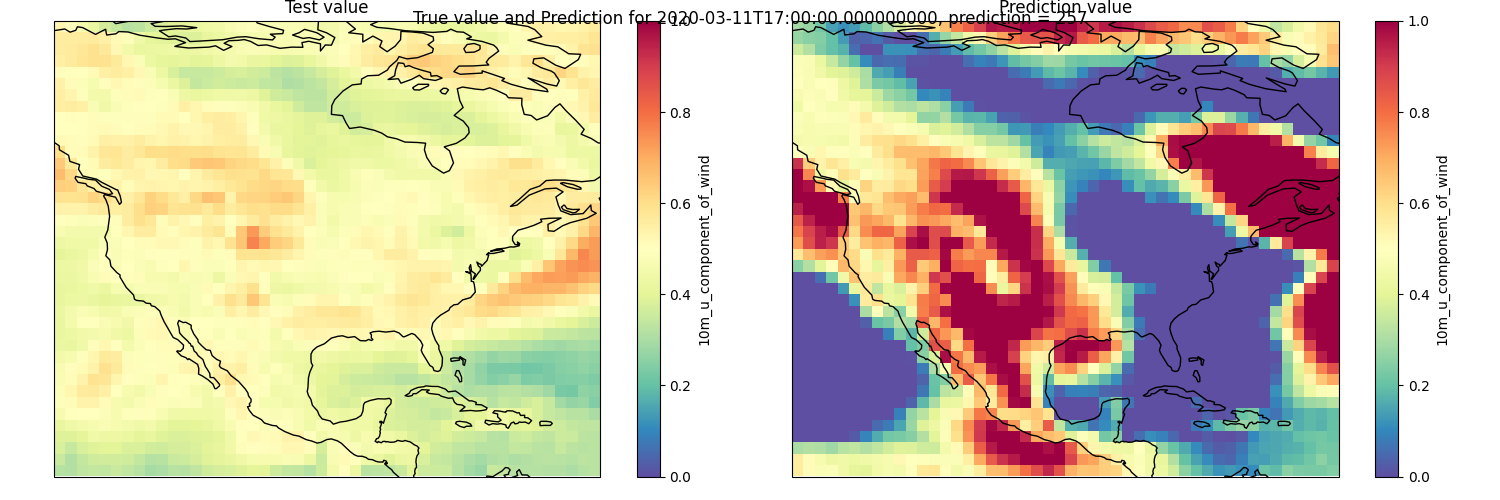 True value and Prediction for 2020-03-11T17:00:00.000000000, prediction = 257
Test value
Prediction value
1.0
0.8
0.6
0.4
0.2
0.0
10m_u_component_of_wind
1.0
0.8
0.6
0.4
0.2
0.0
10m_u_component_of_wind